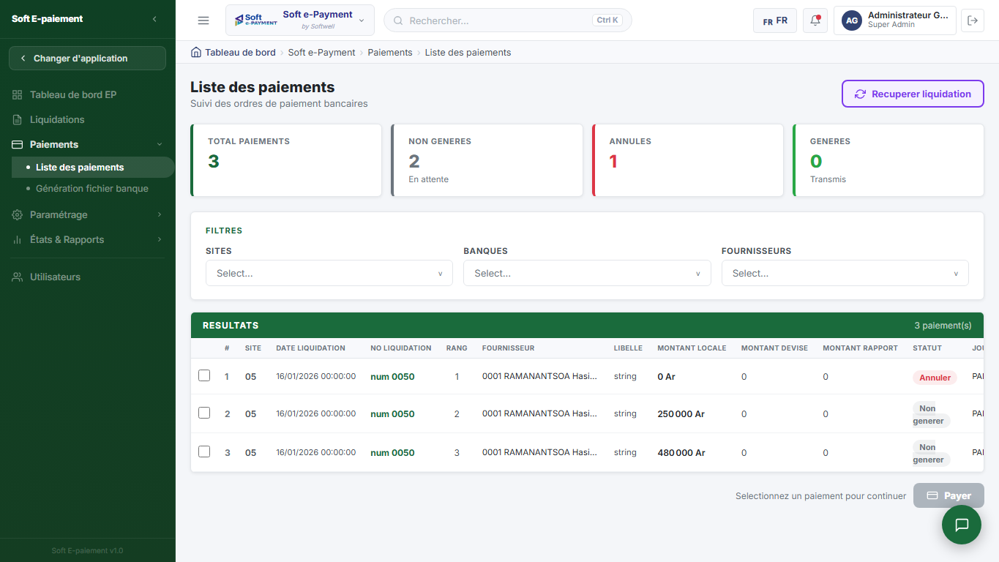 Soft E-paiement
Changer d'application
Tableau de bord EP
Liquidations
Paiements
Liste des paiements
Génération fichier banque
Paramétrage
États & Rapports
Utilisateurs
Soft E-paiement v1.0
Soft e-PAYMENT
Soft e-Payment
by Softwell
Rechercher...
Ctrl K
FR FR
AG
Administrateur G...
Super Admin
Tableau de bord › Soft e-Payment › Paiements › Liste des paiements
Liste des paiements
Suivi des ordres de paiement bancaires
Recuperer liquidation
TOTAL PAIEMENTS
3
NON GENERES
2
En attente
ANNULES
1
GENERES
0
Transmis
FILTRES
SITES
Select...
BANQUES
Select...
FOURNISSEURS
Select...
RESULTATS
3 paiement(s)
# SITE DATE LIQUIDATION NO LIQUIDATION RANG FOURNISSEUR LIBELLE MONTANT LOCALE MONTANT DEVISE MONTANT RAPPORT STATUT JOU
1 05 16/01/2026 00:00:00 num 0050 1 0001 RAMANANTSOA Hasi... string 0 Ar 0 0 Annuler PAI
2 05 16/01/2026 00:00:00 num 0050 2 0001 RAMANANTSOA Hasi... string 250 000 Ar 0 0 Non generer PAI
3 05 16/01/2026 00:00:00 num 0050 3 0001 RAMANANTSOA Hasi... string 480 000 Ar 0 0 Non generer PAI
Selectionnez un paiement pour continuer
Payer